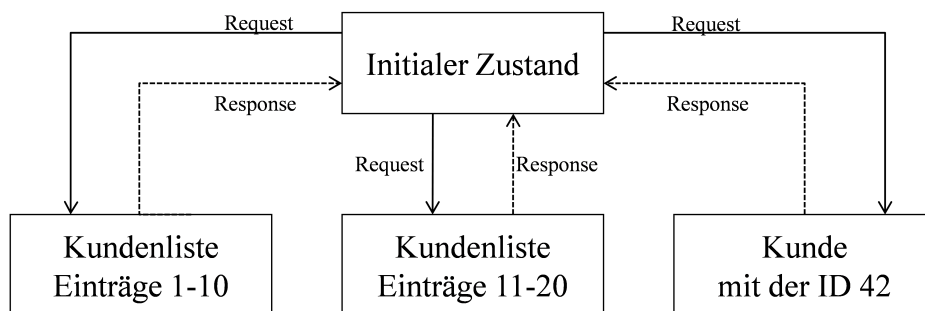 Request
Request
Initialer Zustand
Response
Response
Request
Response
Kundenliste
Einträge 1-10
Kundenliste
Einträge 11-20
Kunde
mit der ID 42